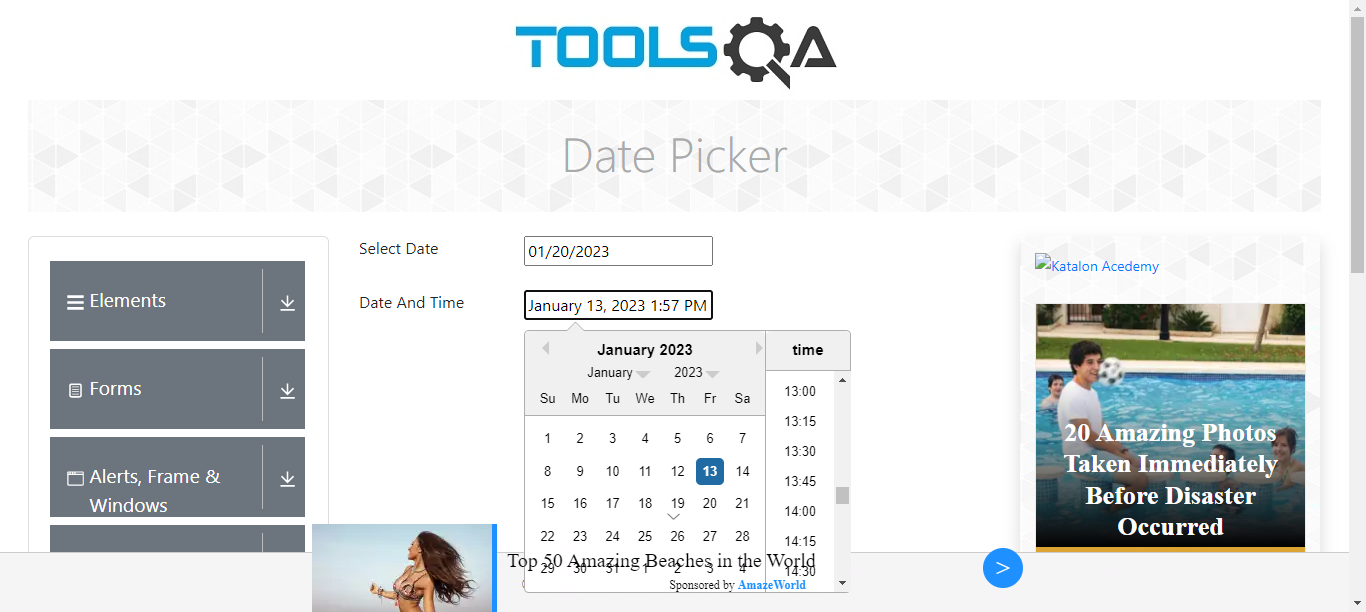 TOOLSQA
Date Picker
Elements
Forms
Alerts, Frame &
Windows
Select Date
01/20/2023
Date And Time
January 13, 2023 1:57 PM
January 2023
January 2023
Su Mo Tu We Th Fr Sa
1 2 3 4 5 6 7
8 9 10 11 12 13 14
15 16 17 18 19 20 21
22 23 24 25 26 27 28
29 30 31 1 2 3 4
time
13:00
13:15
13:30
13:45
14:00
14:15
14:30
Katalon Acedemy
20 Amazing Photos
Taken Immediately
Before Disaster
Occurred
Top 50 Amazing Beaches in the World
Sponsored by AmazeWorld
>